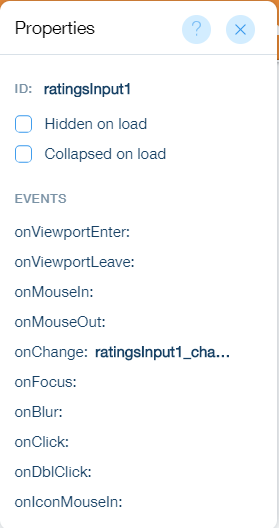 Properties
?
ID: ratingsInput1
Hidden on load
Collapsed on load
EVENTS
onViewportEnter:
onViewportLeave:
onMouseIn:
onMouseOut:
onChange: ratingsInput1_cha...
onFocus:
onBlur:
onClick:
onDblClick:
onIconMouseIn: